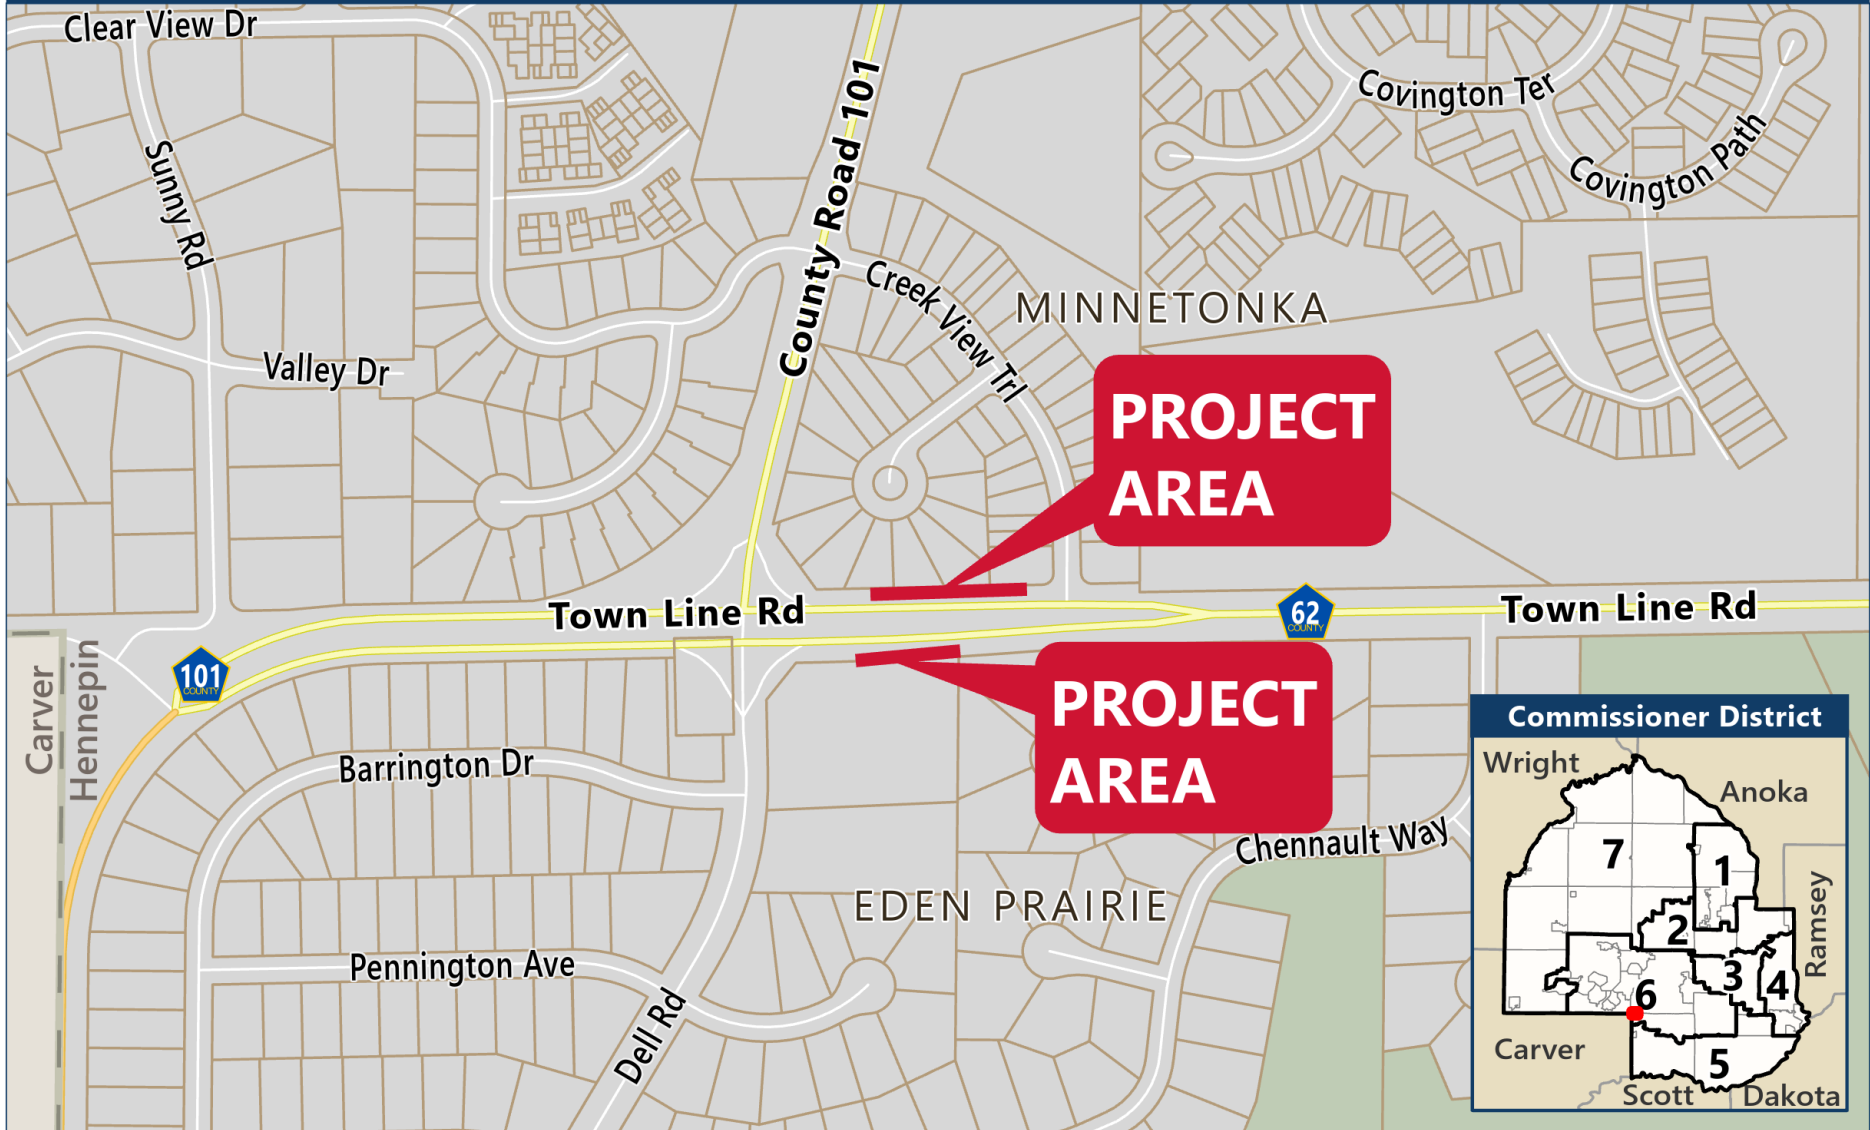 Clear View Dr
Sunny Rd
Valley Dr
County Road 101
Creek View Trl
Covington Ter
Covington Path
MINNETONKA
PROJECT
AREA
Town Line Rd
62
COUNTY
Town Line Rd
101
COUNTY
Carver
Hennepin
PROJECT
AREA
Barrington Dr
Chennault Way
EDEN PRAIRIE
Pennington Ave
Dell Rd
Commissioner District
Wright
Anoka
7
1
2
Ramsey
3
4
6
Carver
5
Scott
Dakota